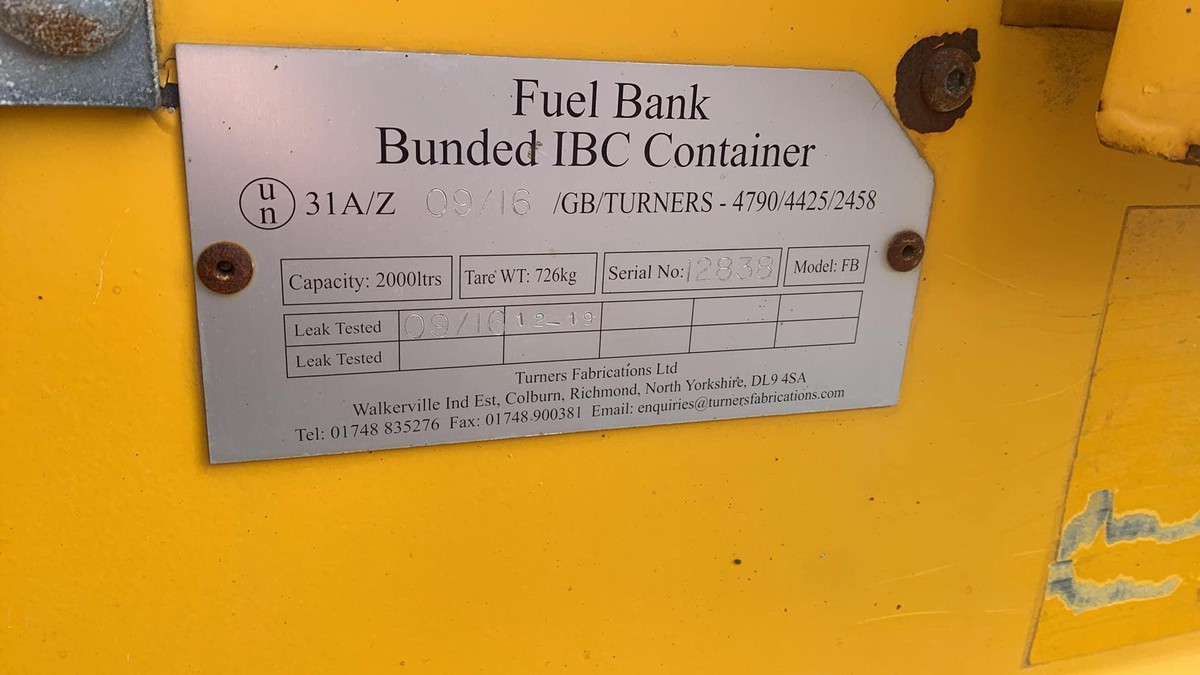 Fuel Bank
Bunded IBC Container
un 31A/Z 09/16 /GB/TURNERS - 4790/4425/2458
Capacity: 2000ltrs Tare WT: 726kg Serial No: 12838 Model: FB
Leak Tested 09/16 12-19
Leak Tested
Turners Fabrications Ltd
Walkerville Ind Est, Colburn, Richmond, North Yorkshire, DL9 4SA
Tel: 01748 835276 Fax: 01748 900381 Email: enquiries@turnersfabrications.com